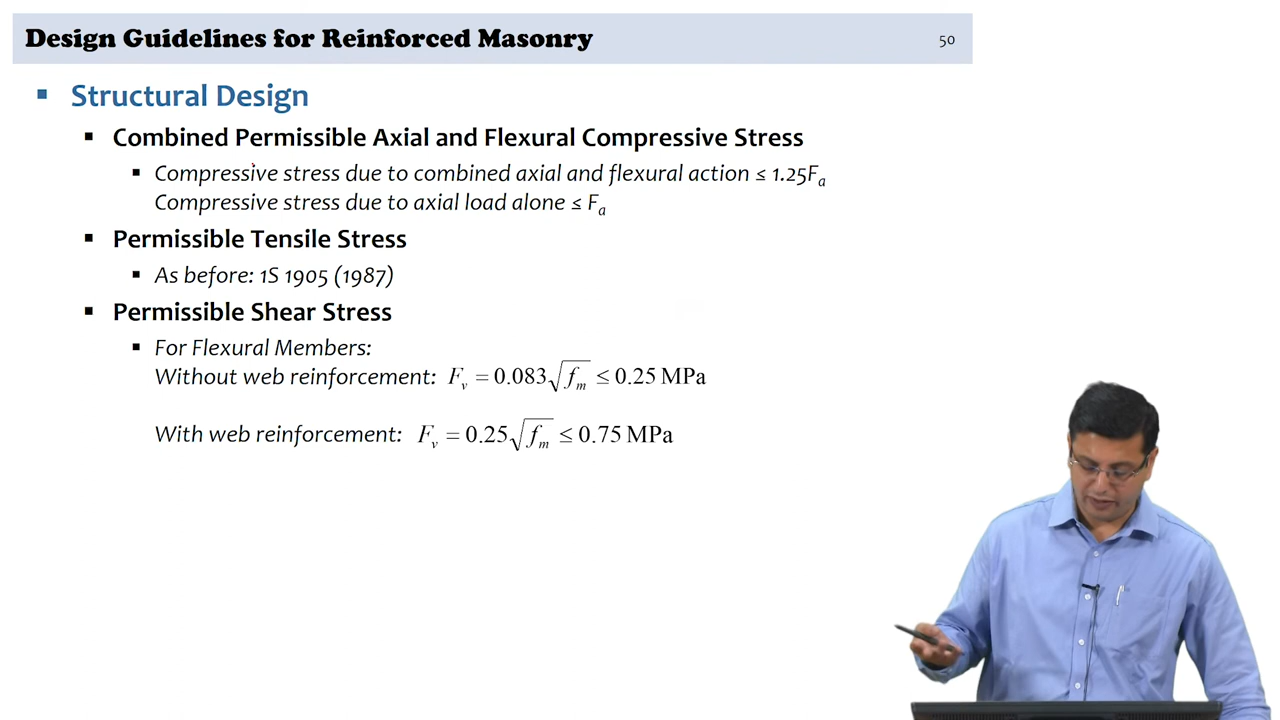 Design Guidelines for Reinforced Masonry
50
Structural Design
Combined Permissible Axial and Flexural Compressive Stress
Compressive stress due to combined axial and flexural action ≤ 1.25Fa
Compressive stress due to axial load alone ≤ Fa
Permissible Tensile Stress
As before: 1S 1905 (1987)
Permissible Shear Stress
For Flexural Members:
Without web reinforcement: Fv = 0.083√fm ≤ 0.25 MPa
With web reinforcement: Fv = 0.25√fm ≤ 0.75 MPa